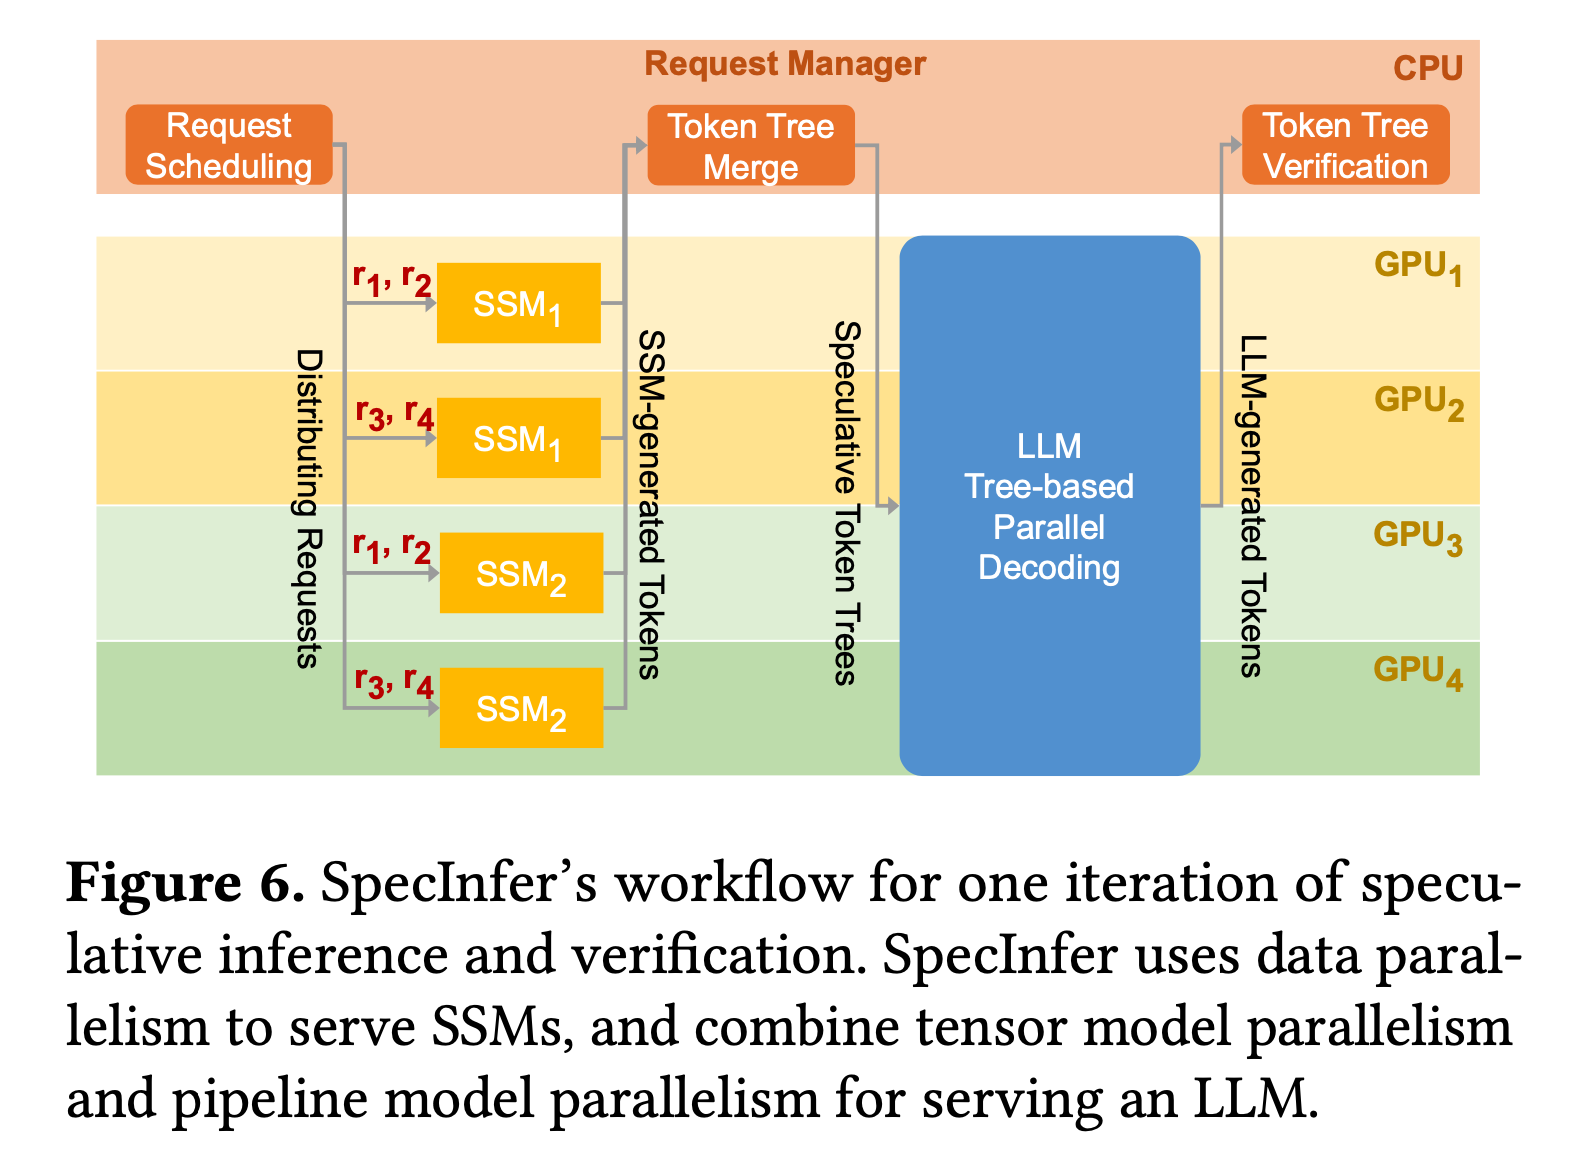 Request Manager
CPU
Request
Scheduling
Token Tree
Merge
Token Tree
Verification
Distributing Requests
r1, r2
SSM1
r3, r4
SSM1
r1, r2
SSM2
r3, r4
SSM2
SSM-generated Tokens
Speculative Token Trees
LLM
Tree-based
Parallel
Decoding
LLM-generated Tokens
GPU1
GPU2
GPU3
GPU4
Figure 6. SpecInfer’s workflow for one iteration of specu-
lative inference and verification. SpecInfer uses data paral-
lelism to serve SSMs, and combine tensor model parallelism
and pipeline model parallelism for serving an LLM.